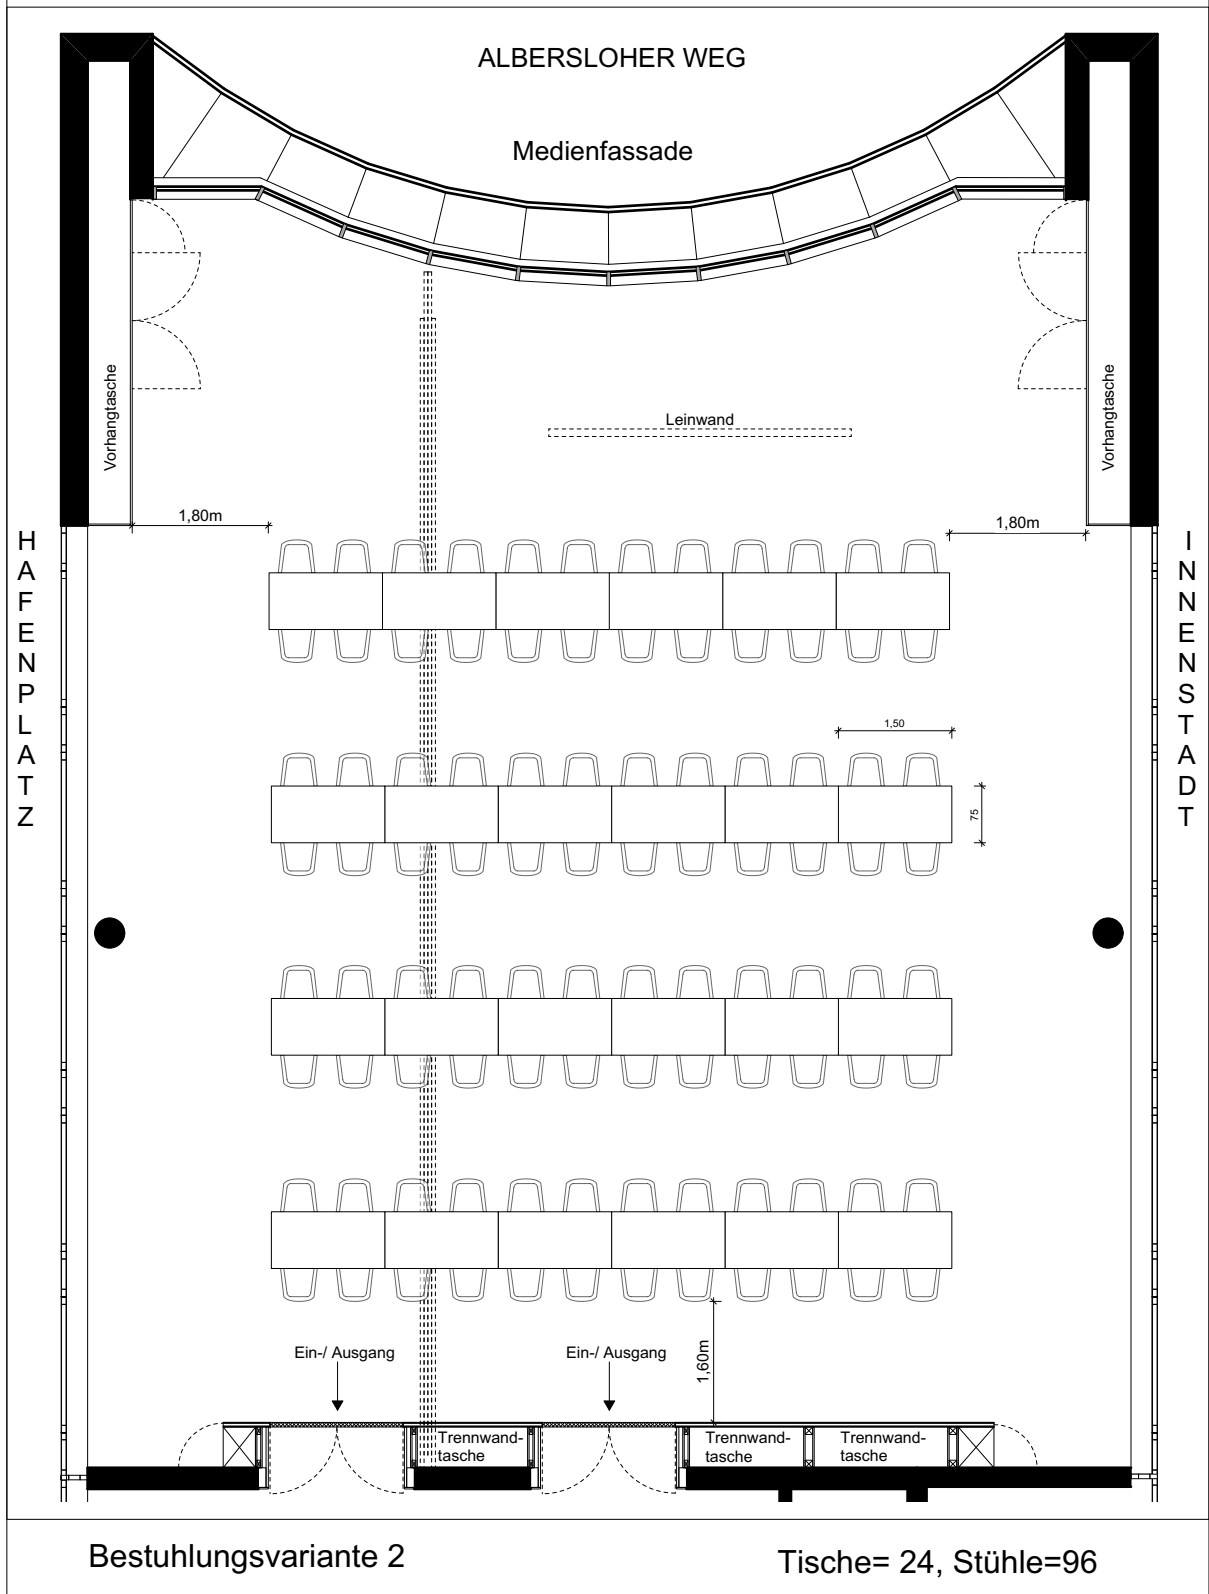 ALBERSLOHER WEG
Medienfassade
Vorhangtasche
Vorhangtasche
Leinwand
1,80m
1,80m
HAFENPLATZ
INNENSTADT
1,50
75
Ein-/ Ausgang
Ein-/ Ausgang
1,60m
Trennwand-
tasche
Trennwand-
tasche
Trennwand-
tasche
Bestuhlungsvariante 2
Tische= 24, Stühle=96